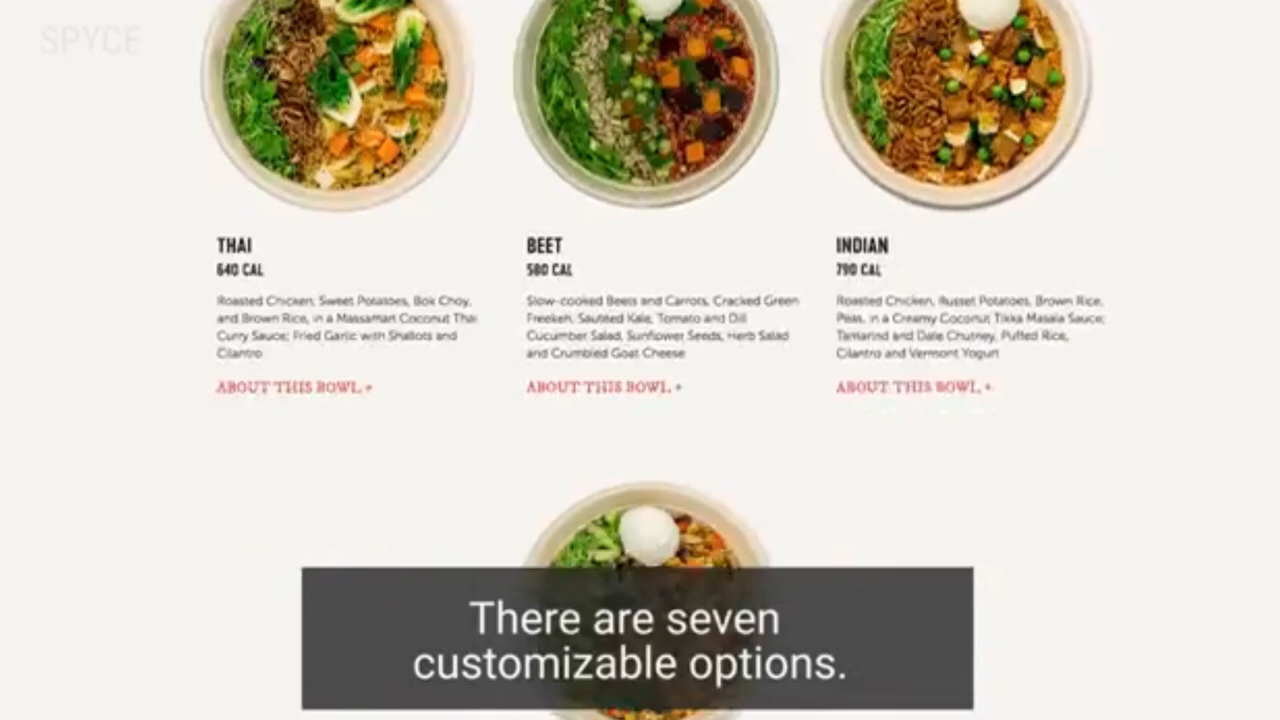 SPYCE
THAI
640 CAL
Roasted Chicken, Sweet Potatoes, Bok Choy,
and Brown Rice, in a Massaman Coconut Thai
Curry Sauce; Fried Garlic with Shallots and
Cilantro
ABOUT THIS BOWL +
BEET
580 CAL
Slow-cooked Beets and Carrots, Cracked Green
Freekeh, Sautéed Kale, Tomato and Dill
Cucumber Salad, Sunflower Seeds, Herb Salad
and Crumbled Goat Cheese
ABOUT THIS BOWL +
INDIAN
790 CAL
Roasted Chicken, Russet Potatoes, Brown Rice,
Peas, in a Creamy Coconut Tikka Masala Sauce;
Tamarind and Date Chutney, Puffed Rice,
Cilantro and Vermont Yogurt
ABOUT THIS BOWL +
There are seven
customizable options.